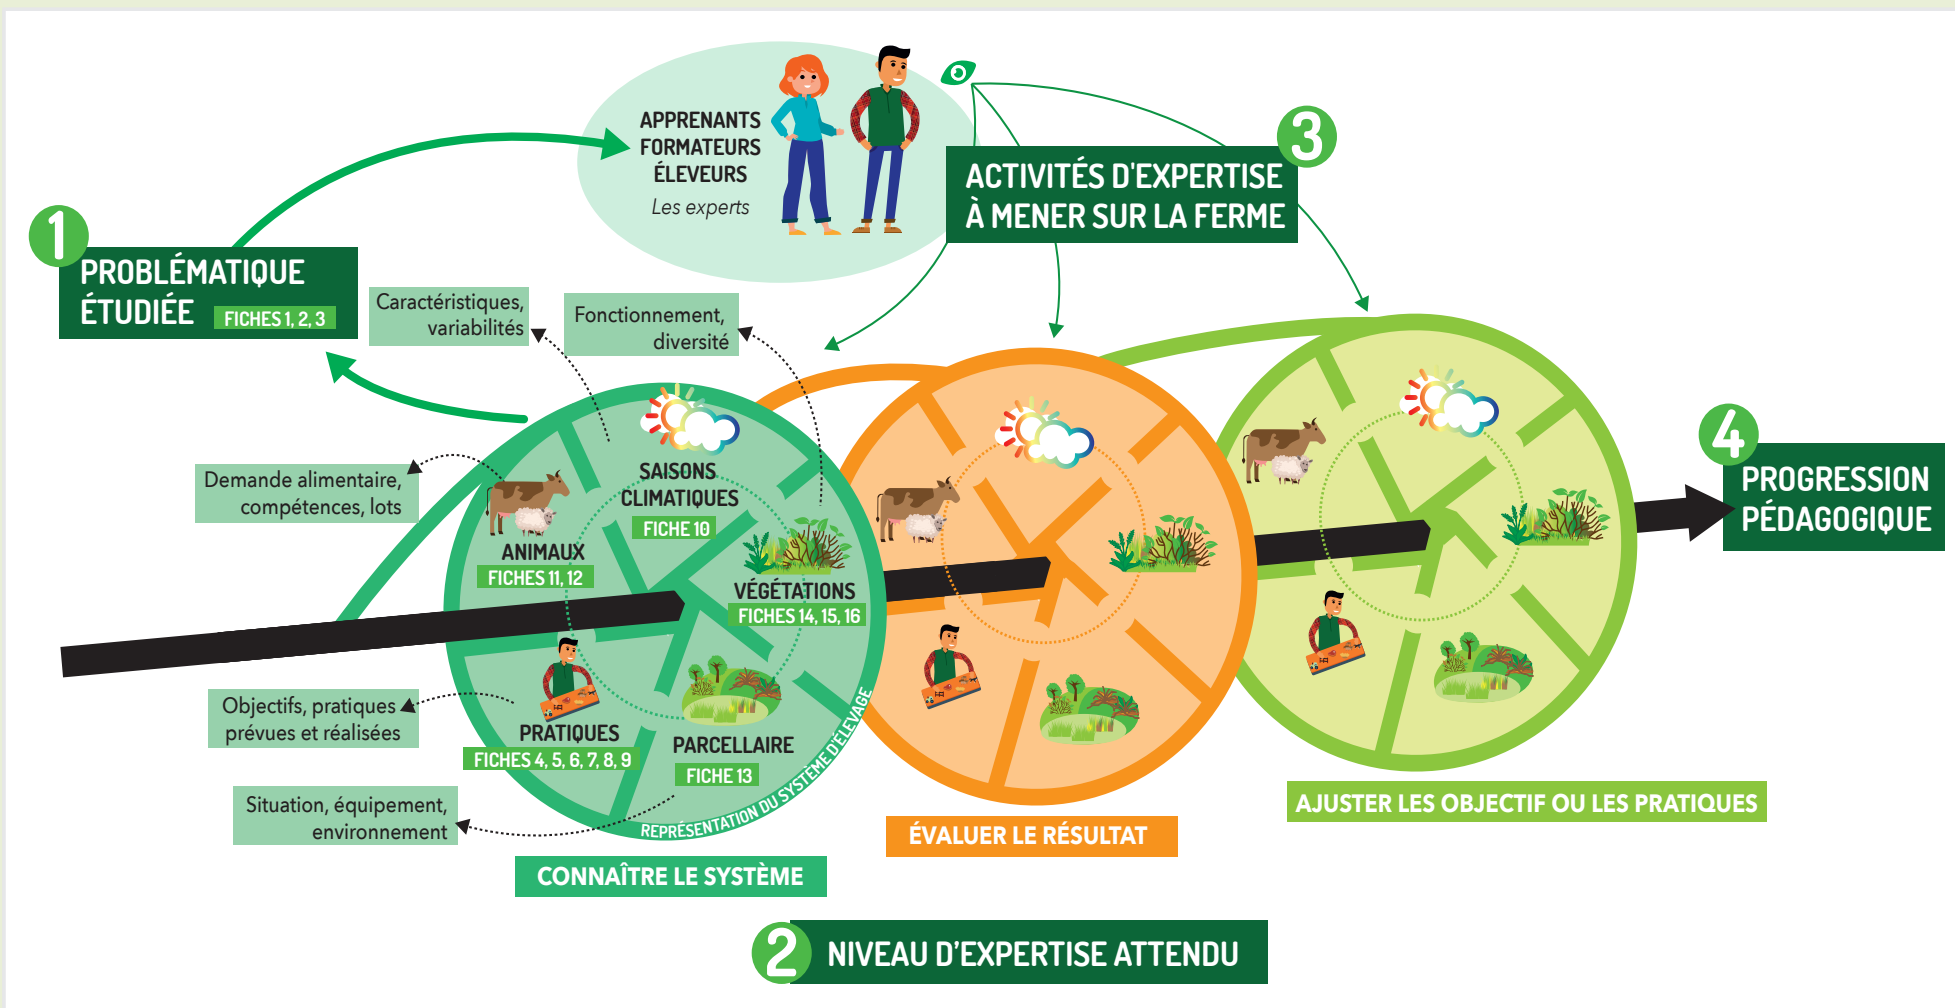 APPRENANTS
FORMATEURS
ÉLEVEURS
Les experts
3
ACTIVITÉS D'EXPERTISE
À MENER SUR LA FERME
1
PROBLÉMATIQUE
ÉTUDIÉE FICHES 1, 2, 3
Caractéristiques,
variabilités
Fonctionnement,
diversité
Demande alimentaire,
compétences, lots
SAISONS
CLIMATIQUES
FICHE 10
ANIMAUX
FICHES 11, 12
VÉGÉTATIONS
FICHES 14, 15, 16
Objectifs, pratiques
prévues et réalisées
PRATIQUES
FICHES 4, 5, 6, 7, 8, 9
PARCELLAIRE
FICHE 13
Situation, équipement,
environnement
REPRÉSENTATION DU SYSTÈME D'ÉLEVAGE
CONNAÎTRE LE SYSTÈME
ÉVALUER LE RÉSULTAT
AJUSTER LES OBJECTIF OU LES PRATIQUES
4
PROGRESSION
PÉDAGOGIQUE
2
NIVEAU D'EXPERTISE ATTENDU